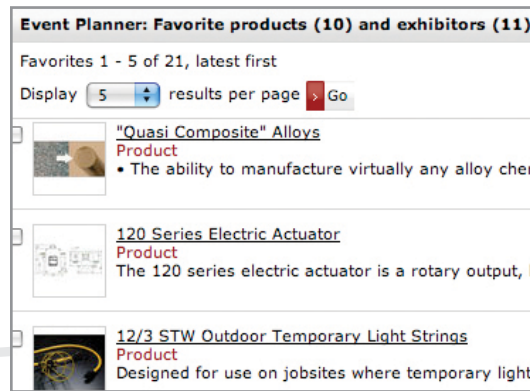 Event Planner: Favorite products (10) and exhibitors (11)
Favorites 1 - 5 of 21, latest first
Display 5 results per page › Go
"Quasi Composite" Alloys
Product
• The ability to manufacture virtually any alloy
120 Series Electric Actuator
Product
The 120 series electric actuator is a rotary output,
12/3 STW Outdoor Temporary Light Strings
Product
Designed for use on jobsites where temporary light